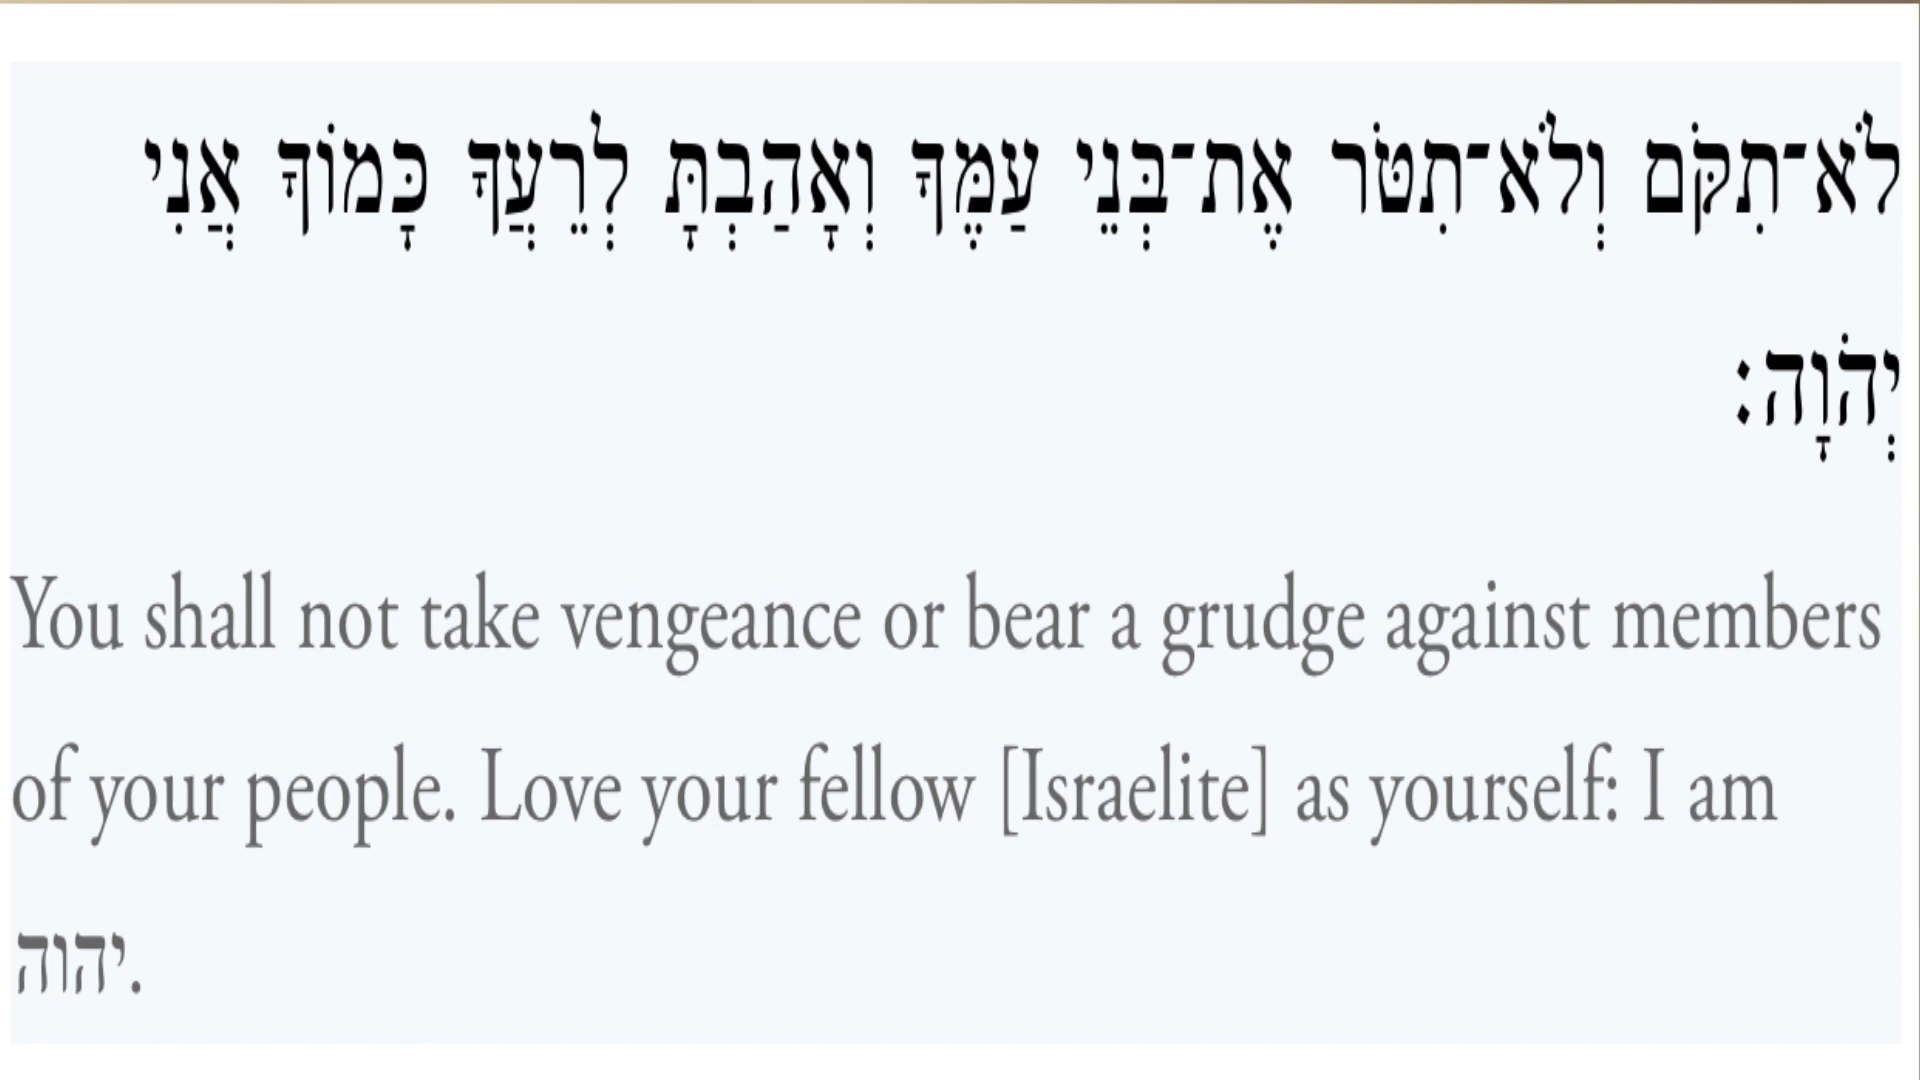 לֹא־תִקֹּם וְלֹא־תִטֹּר אֶת־בְּנֵי עַמֶּךָ וְאָהַבְתָּ לְרֵעֲךָ כָּמוֹךָ אֲנִי
יְהֹוָה׃
You shall not take vengeance or bear a grudge against members
of your people. Love your fellow [Israelite] as yourself: I am
יהוה.